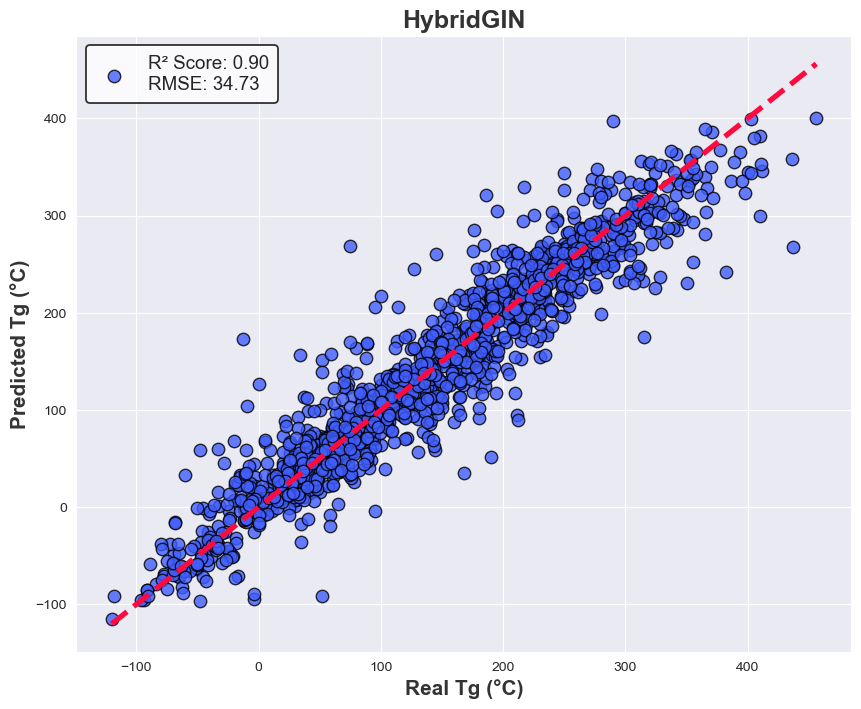 HybridGIN
R² Score: 0.90
RMSE: 34.73
Predicted Tg (°C)
400
300
200
100
0
−100
−100 0 100 200 300 400
Real Tg (°C)